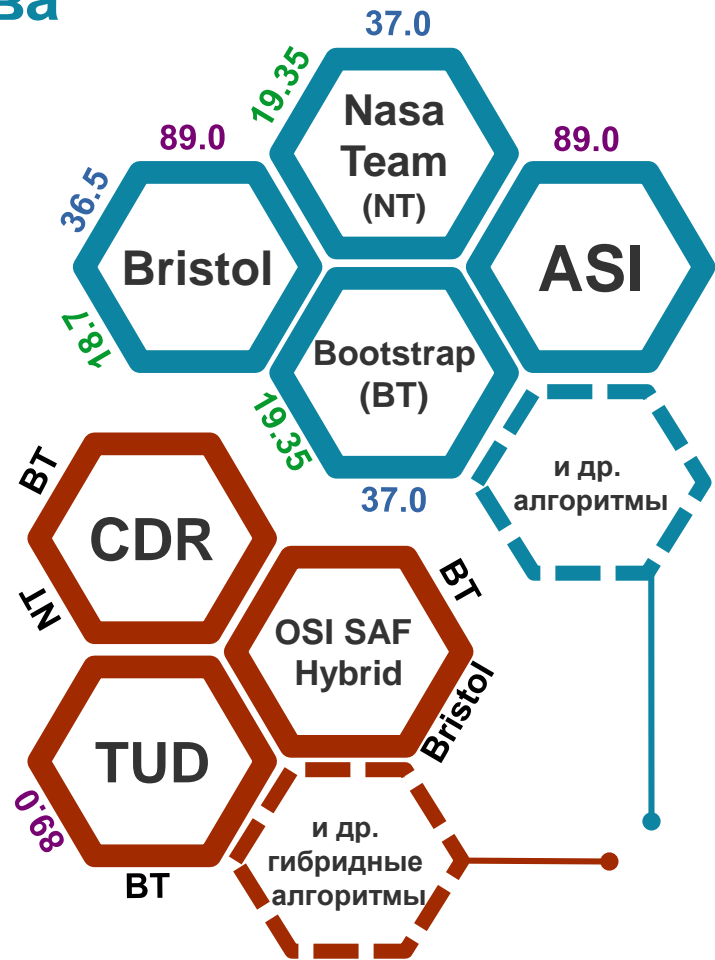 ва
37.0
19.35
Nasa
Team
(NT)
89.0
36.5
Bristol
18.7
89.0
ASI
Bootstrap
(BT)
19.35
37.0
и др.
алгоритмы
BT
CDR
NT
BT
OSI SAF
Hybrid
Bristol
TUD
89.0
BT
и др.
гибридные
алгоритмы